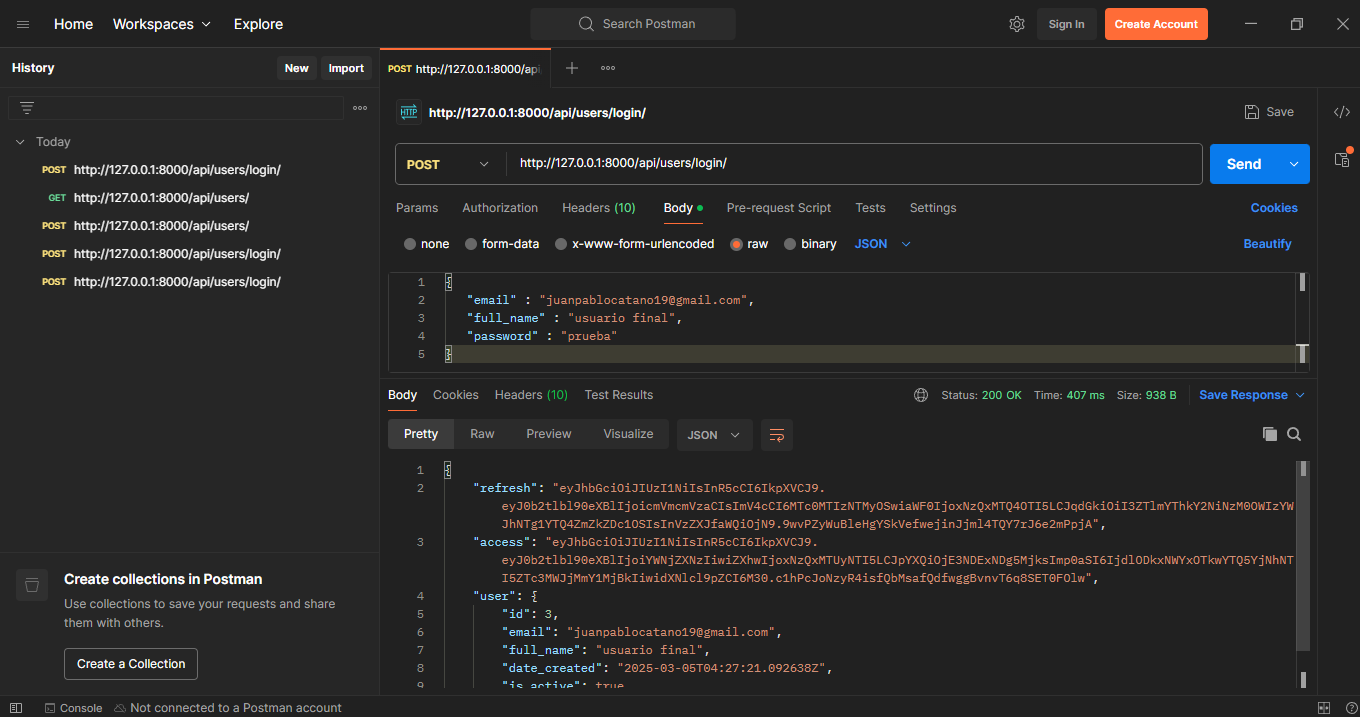 Home Workspaces Explore Search Postman Sign In Create Account
History New Import
POST http://127.0.0.1:8000/api
HTTP http://127.0.0.1:8000/api/users/login/ Save
Today
POST http://127.0.0.1:8000/api/users/login/
GET http://127.0.0.1:8000/api/users/
POST http://127.0.0.1:8000/api/users/
POST http://127.0.0.1:8000/api/users/login/
POST http://127.0.0.1:8000/api/users/login/
POST http://127.0.0.1:8000/api/users/login/ Send
Params Authorization Headers (10) Body Pre-request Script Tests Settings Cookies
none form-data x-www-form-urlencoded raw binary JSON Beautify
1 {
2 "email" : "juanpablocatano19@gmail.com",
3 "full_name" : "usuario final",
4 "password" : "prueba"
5 }
Body Cookies Headers (10) Test Results Status: 200 OK Time: 407 ms Size: 938 B Save Response
Pretty Raw Preview Visualize JSON
1 {
2 "refresh": "eyJhbGciOiJIUzI1NiIsInR5cCI6IkpXVCJ9.
eyJ0b2tlbl90eXBlIjoicmVmcmVzaCIsImV4cCI6MTc0MTIzNTMyOSwiaWF0IjoxNzQxMTQ4OTI5LCJqdGkiOiI3ZTlmYThkY2NiNzM0OWIzYW
JhNTg1YTQ4ZmZkZDc1OSIsInVzZXJfaWQiOjN9.9wvPZyWuBleHgYSkVefwejinJjml4TQY7rJ6e2mPpjA",
3 "access": "eyJhbGciOiJIUzI1NiIsInR5cCI6IkpXVCJ9.
eyJ0b2tlbl90eXBlIjoiYWNjZXNzIiwiZXhwIjoxNzQxMTUyNTI5LCJpYXQiOjE3NDExNDg5MjksImp0aSI6IjdlODkxNWYxOTkwYTQ5YjNhNT
I5ZTc3MWJjMmY1MjBkIiwidXNlcl9pZCI6M30.c1hPcJoNzyR4isfQbMsafQdfwggBvnvT6q8SET0FOlw",
4 "user": {
5 "id": 3,
6 "email": "juanpablocatano19@gmail.com",
7 "full_name": "usuario final",
8 "date_created": "2025-03-05T04:27:21.092638Z",
9 "is_active": true
Create collections in Postman
Use collections to save your requests and share
them with others.
Create a Collection
Console Not connected to a Postman account